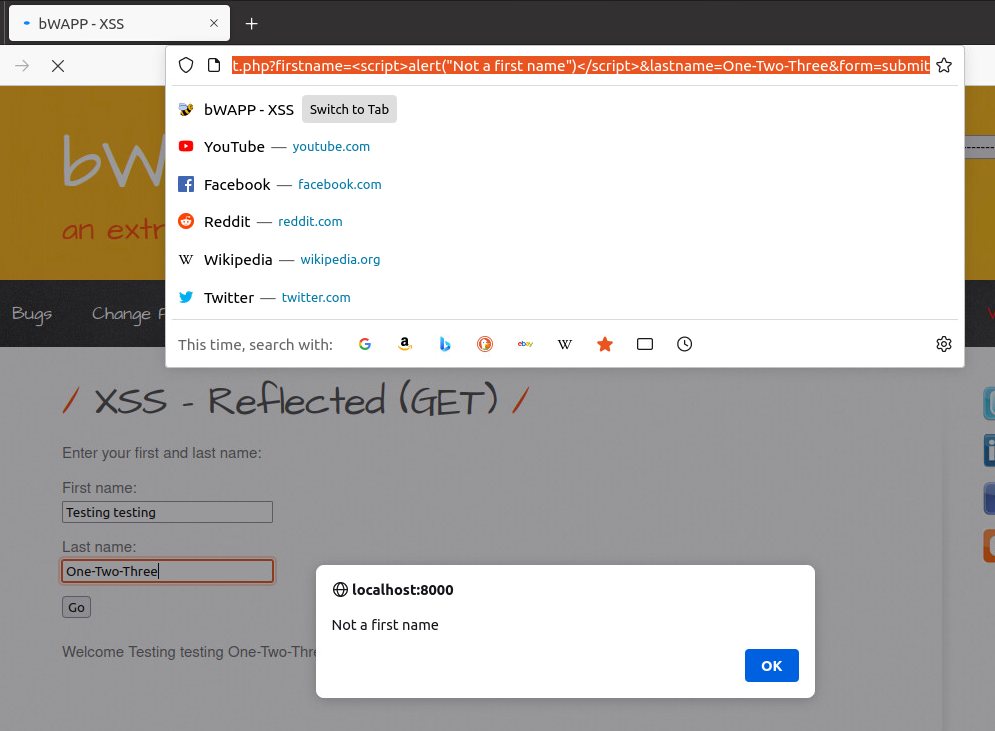 bWAPP - XSS
t.php?firstname=<script>alert("Not a first name")</script>&lastname=One-Two-Three&form=submit
bWAPP - XSS Switch to Tab
YouTube — youtube.com
Facebook — facebook.com
Reddit — reddit.com
Wikipedia — wikipedia.org
Twitter — twitter.com
This time, search with:
bW
an extr
Bugs Change
/ XSS - Reflected (GET) /
Enter your first and last name:
First name:
Testing testing
Last name:
One-Two-Three
Go
Welcome Testing testing One-Two-Thre
localhost:8000
Not a first name
OK